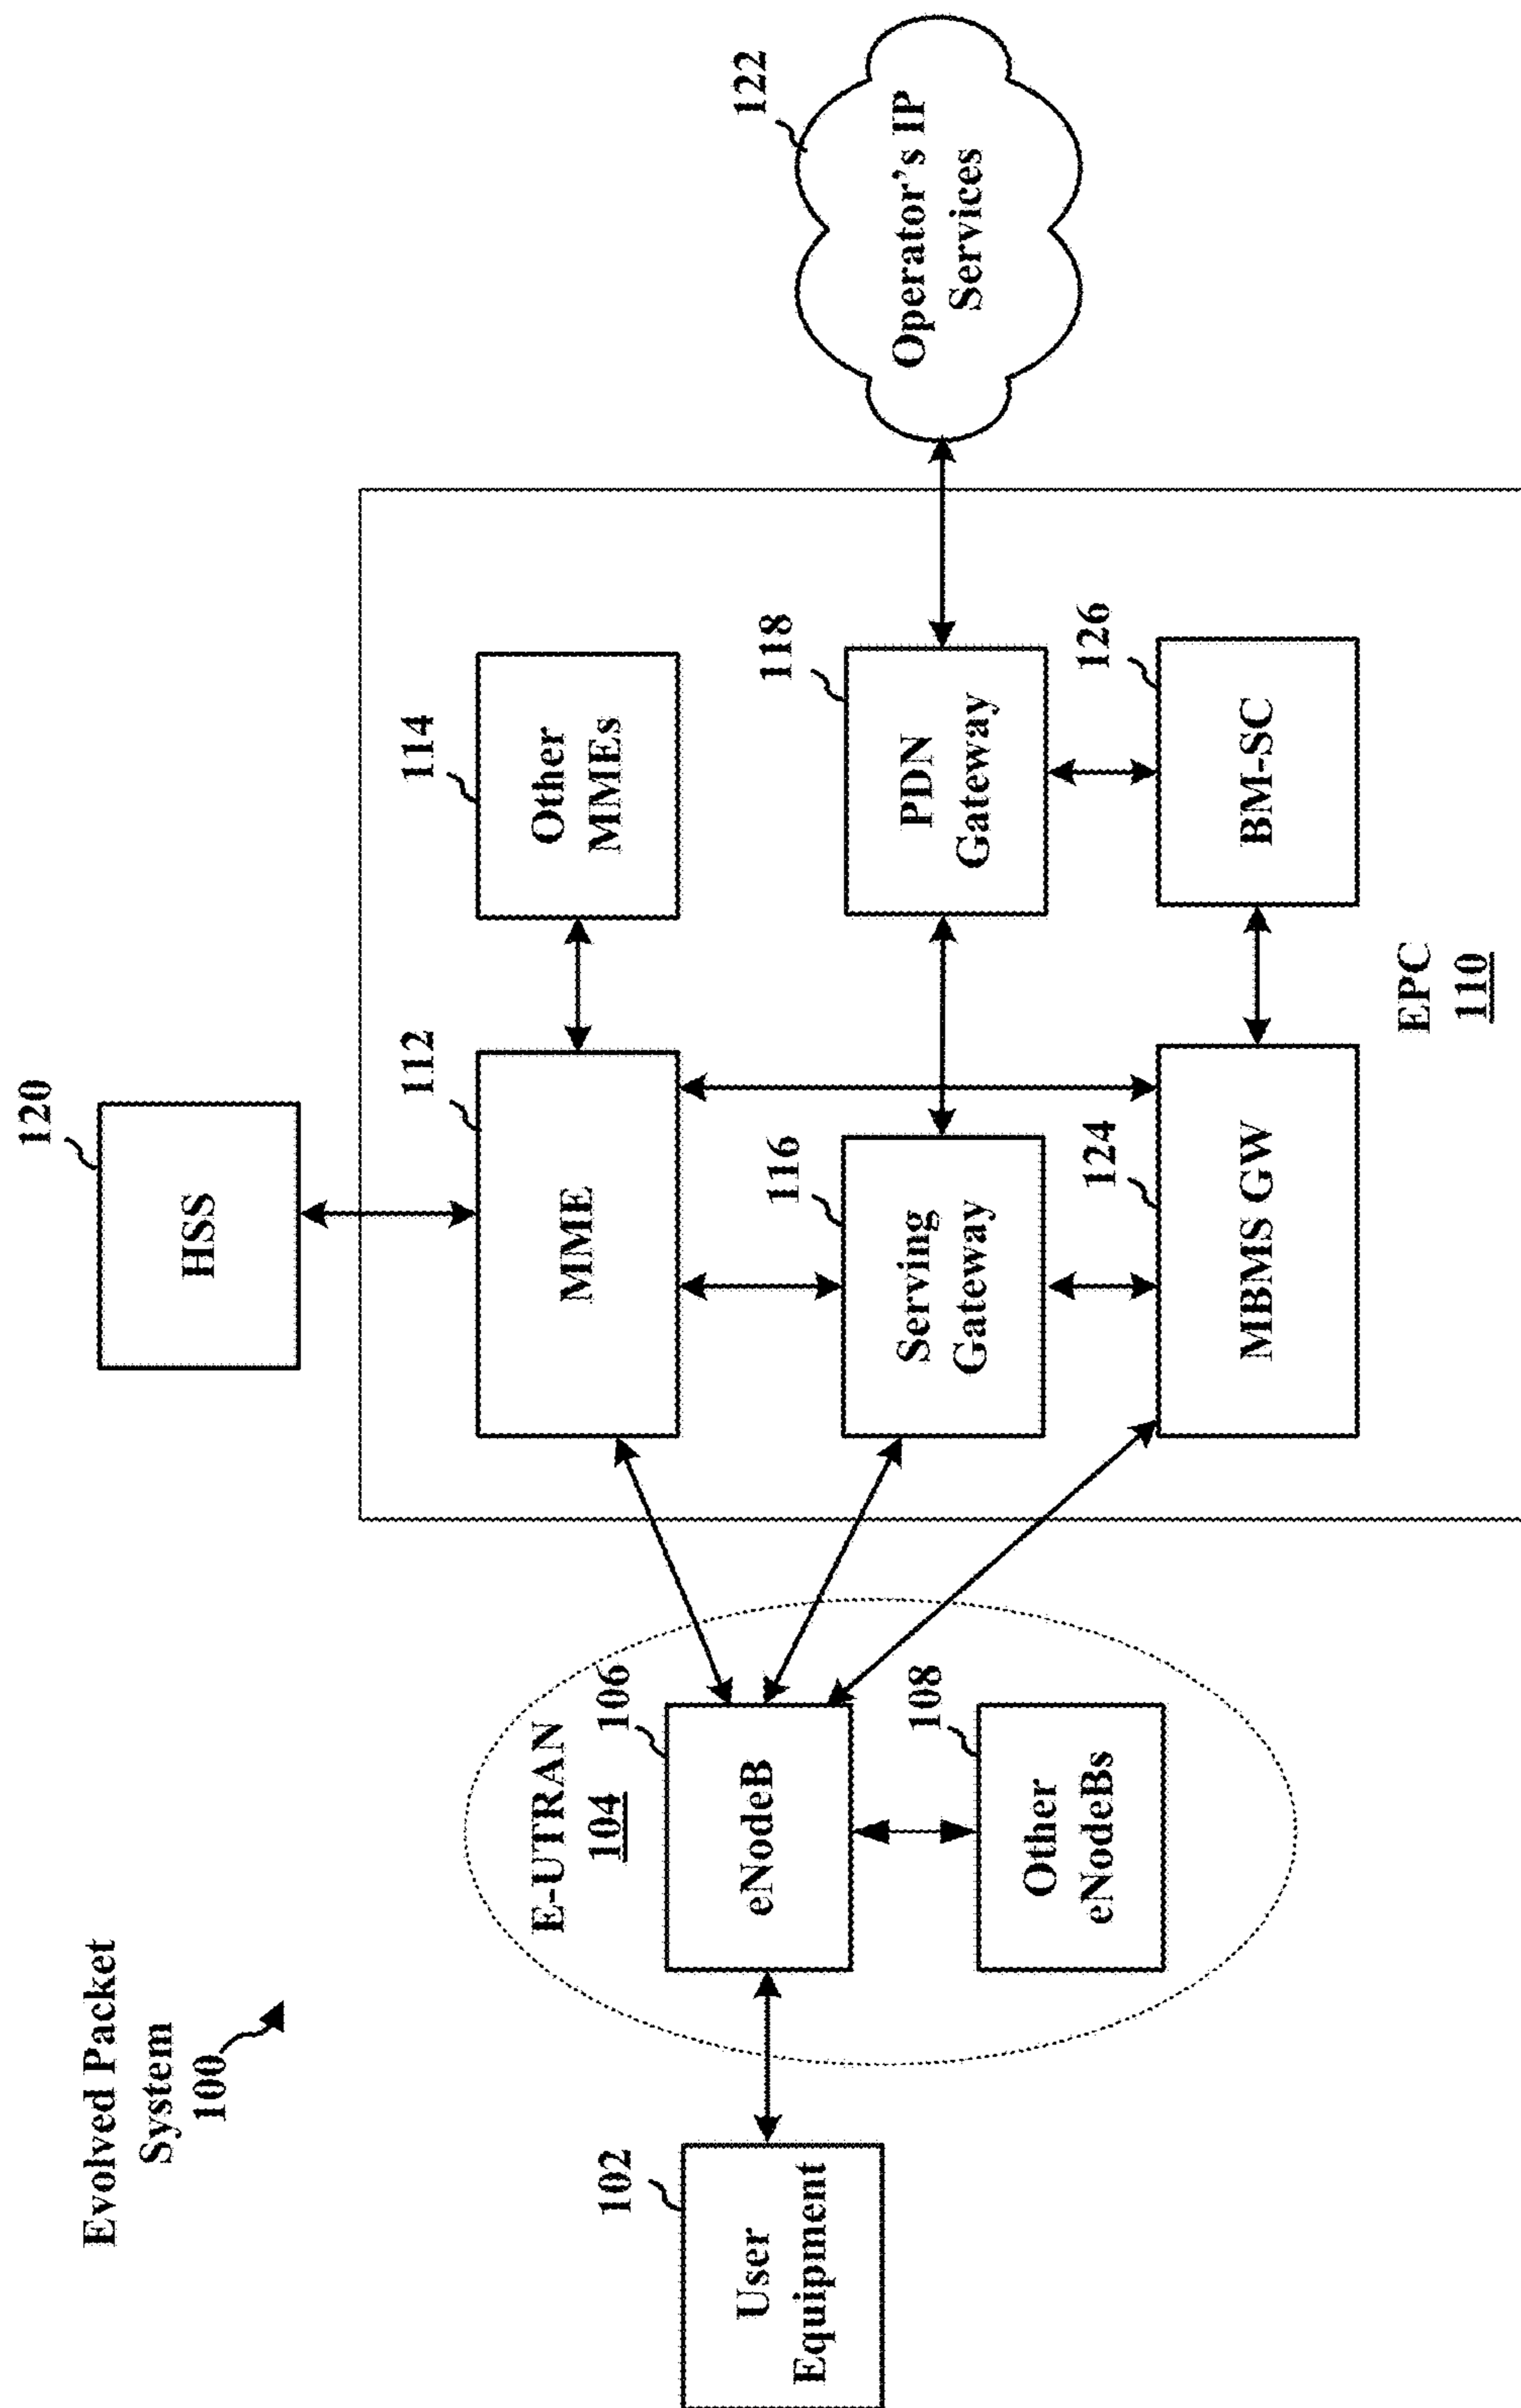 Evolved Packet
System
100
102
User
Equipment
E-UTRAN
104
106
eNodeB
108
Other
eNodeBs
120
HSS
112
MME
114
Other
MMEs
116
Serving
Gateway
118
PDN
Gateway
124
MBMS GW
126
BM-SC
EPC
110
122
Operator's IP
Services